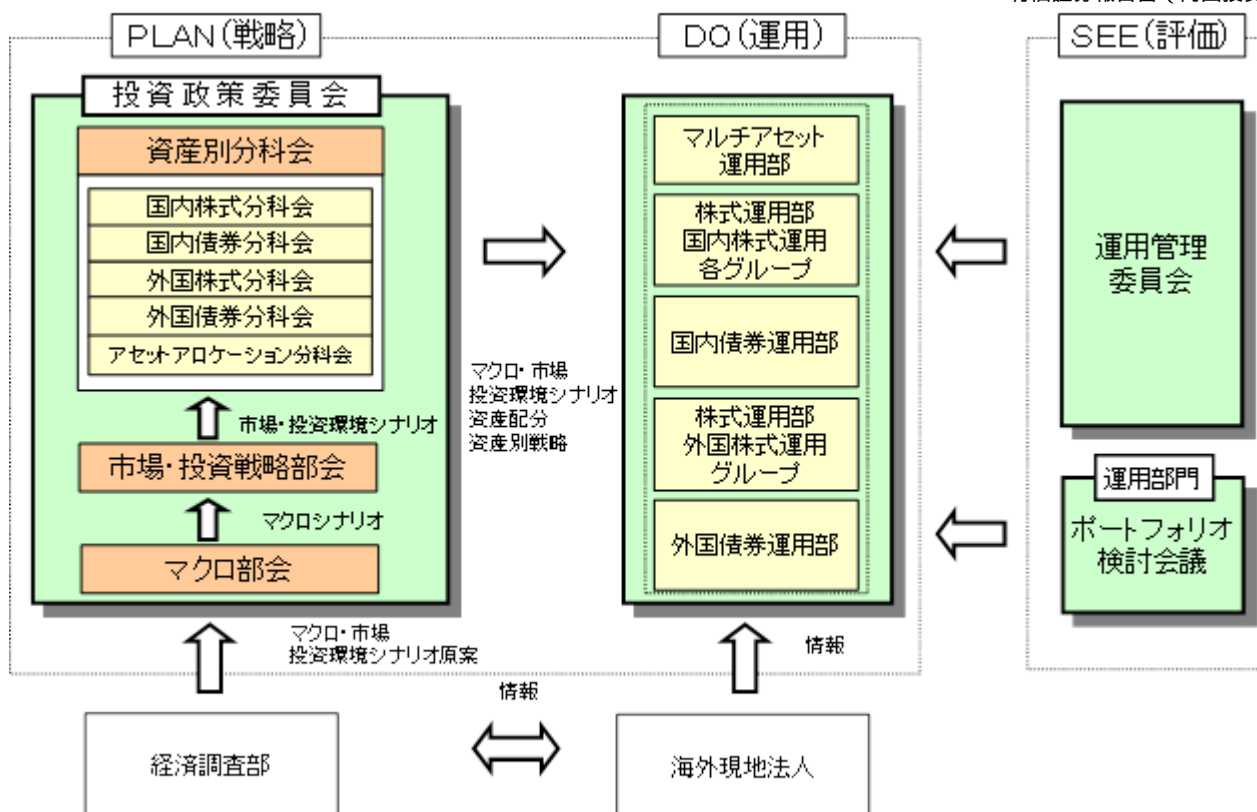 PLAN(戦略)
投資政策委員会
資産別分科会
国内株式分科会
国内債券分科会
外国株式分科会
外国債券分科会
アセットアロケーション分科会
市場・投資環境シナリオ
市場・投資戦略部会
マクロシナリオ
マクロ部会
マクロ・市場
投資環境シナリオ原案
経済調査部
マクロ・市場
投資環境シナリオ
資産配分
資産別戦略
情報
DO(運用)
マルチアセット
運用部
株式運用部
国内株式運用
各グループ
国内債券運用部
株式運用部
外国株式運用
グループ
外国債券運用部
情報
海外現地法人
SEE(評価)
運用管理
委員会
運用部門
ポートフォリオ
検討会議